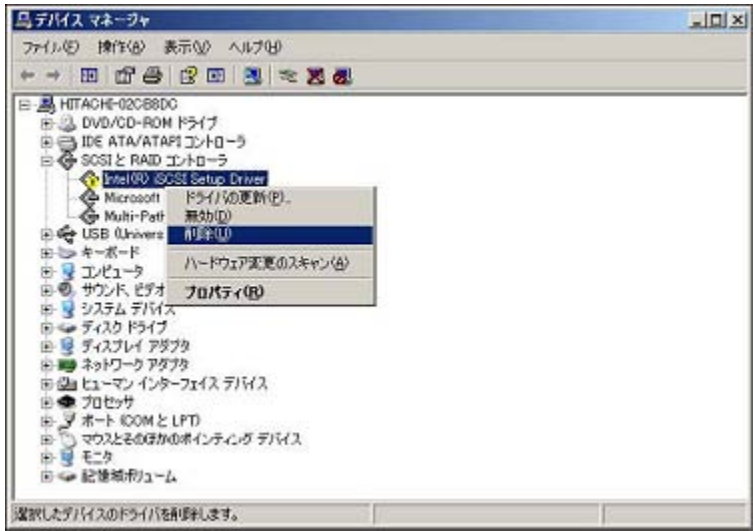 デバイス マネージャ
ファイル(F) 操作(A) 表示(V) ヘルプ(H)
HITACHI-02CB8DC
DVD/CD-ROM ドライブ
IDE ATA/ATAPI コントローラ
SCSI と RAID コントローラ
Intel(R) iSCSI Setup Driver
Microsoft
Multi-Path
USB (Univers
キーボード
コンピュータ
サウンド、ビデオ
システム デバイス
ディスク ドライブ
ディスプレイ アダプタ
ネットワーク アダプタ
ヒューマン インターフェイス デバイス
プロセッサ
ポート (COM と LPT)
マウスとそのほかのポインティング デバイス
モニタ
記憶域ボリューム
ドライバの更新(P)...
無効(D)
削除(U)
ハードウェア変更のスキャン(A)
プロパティ(R)
選択したデバイスのドライバを削除します。